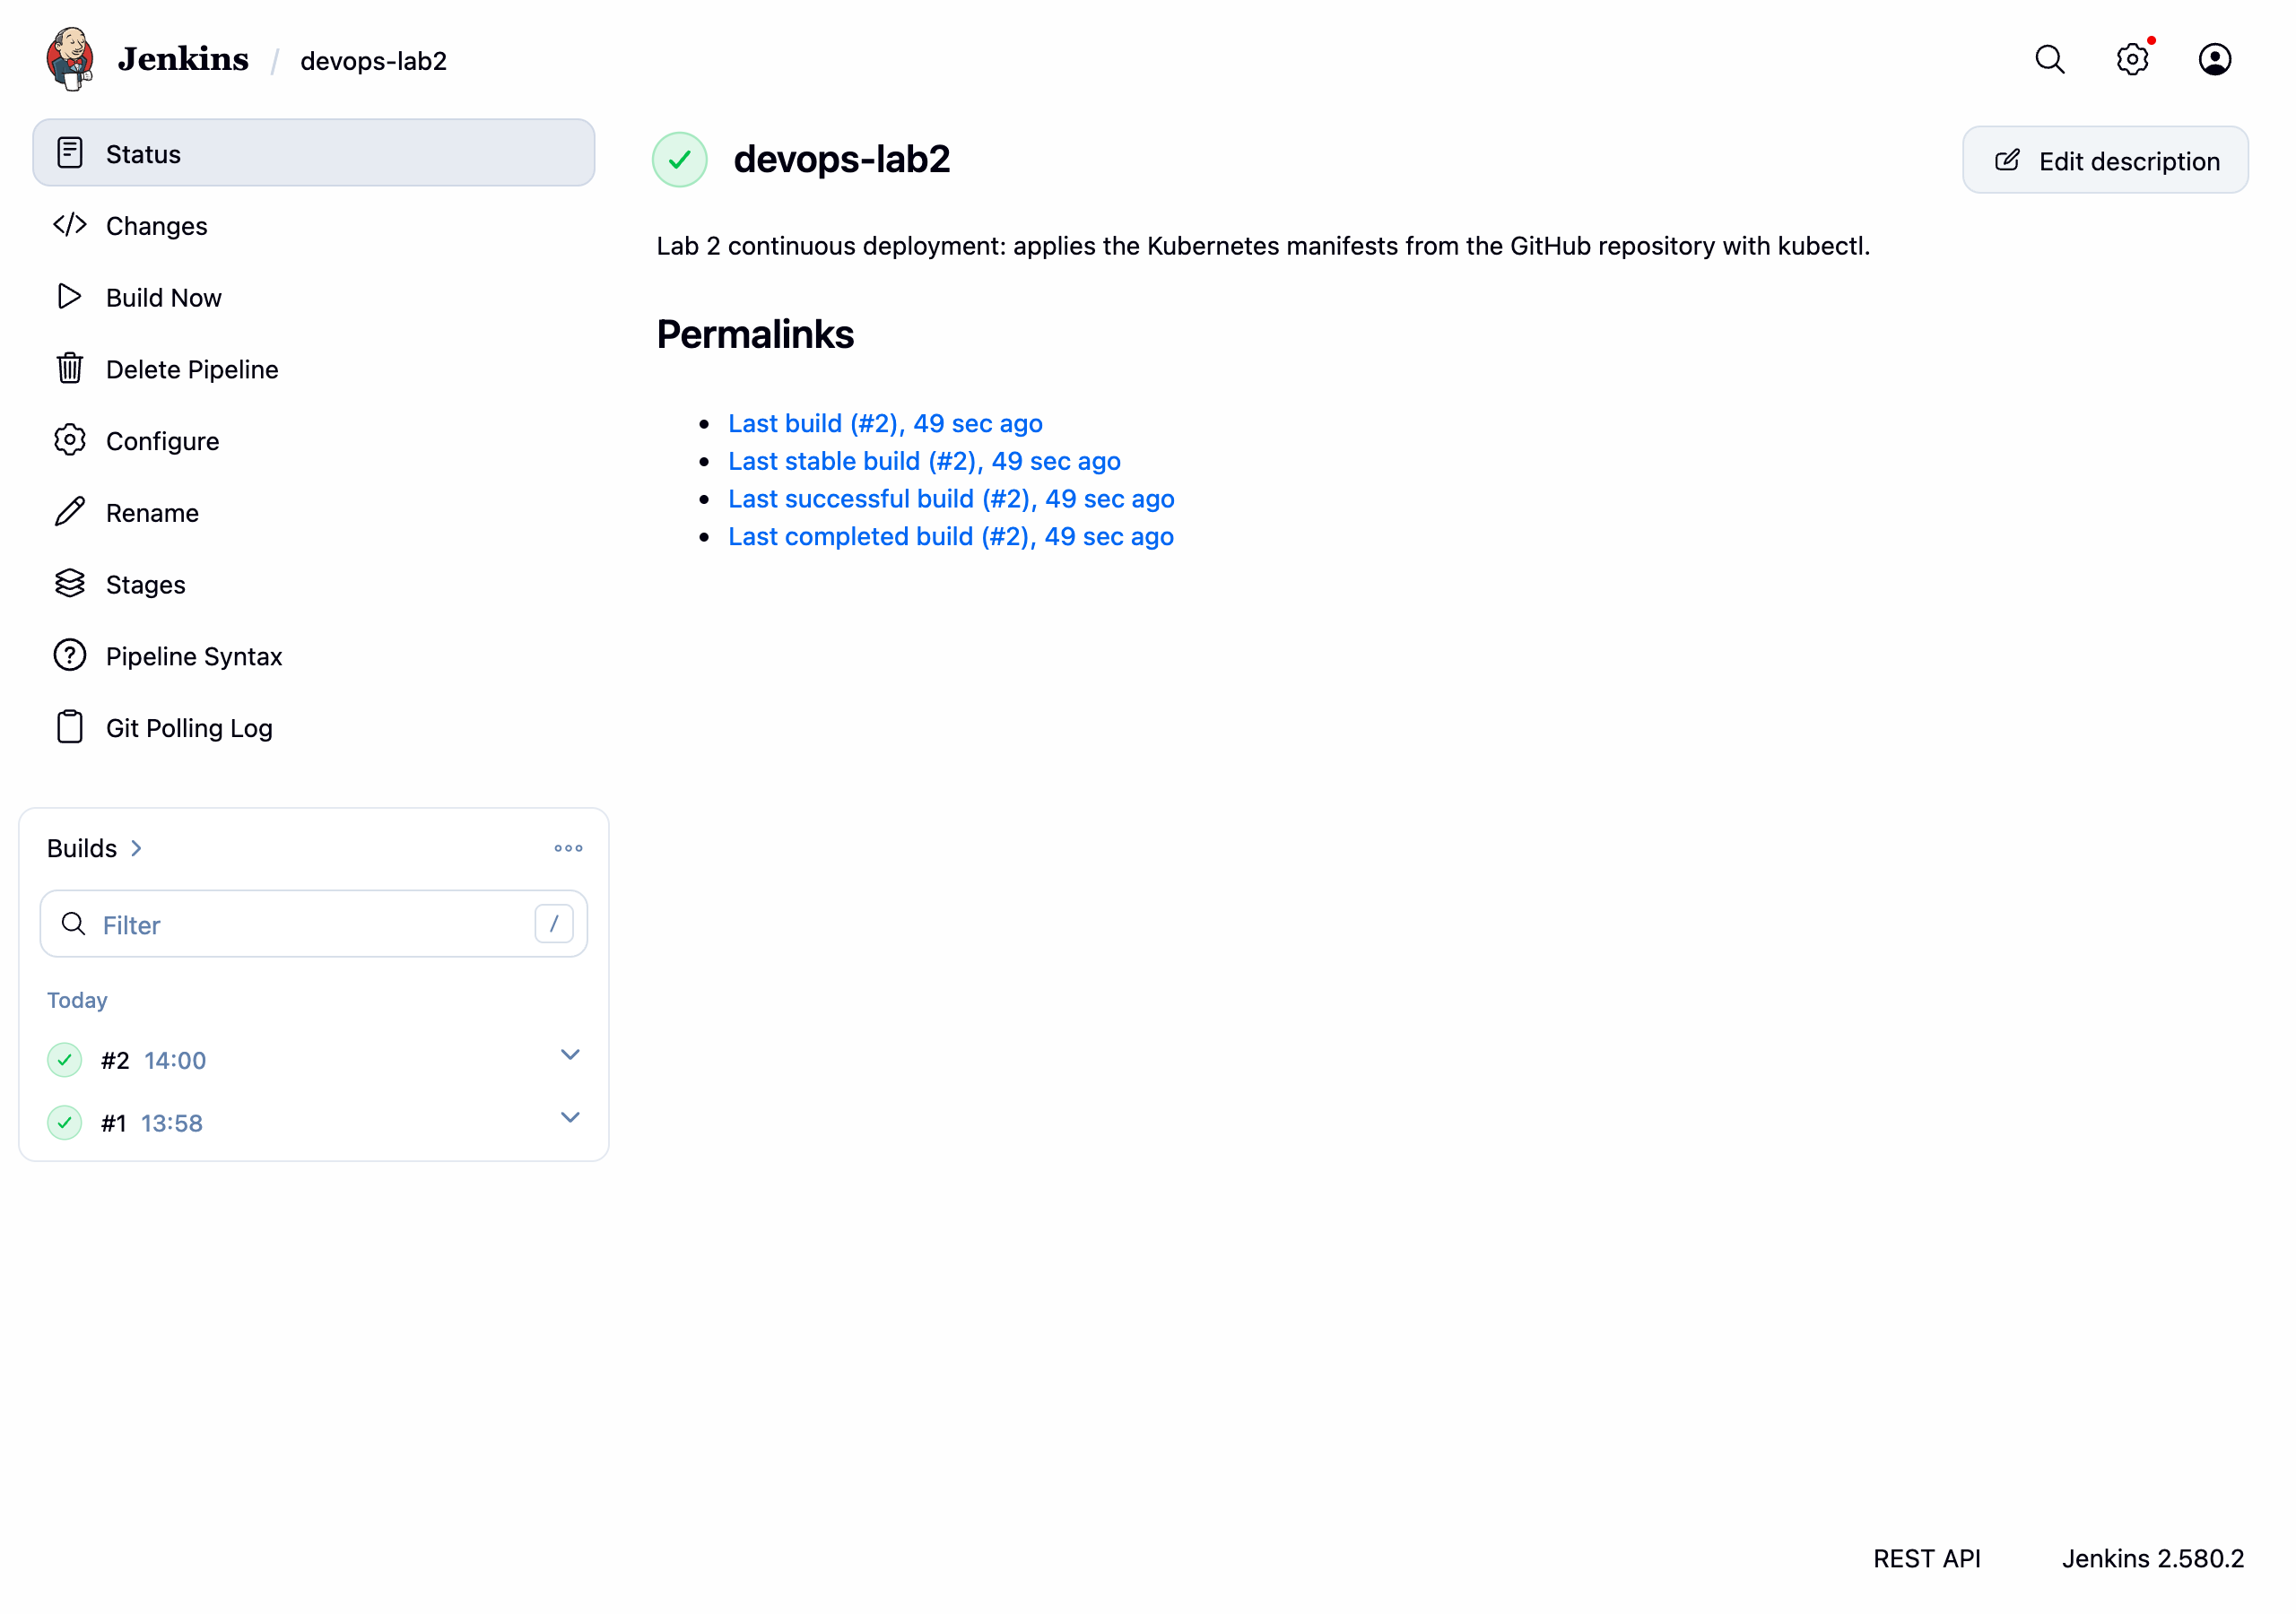 Jenkins / devops-lab2
Status
Changes
Build Now
Delete Pipeline
Configure
Rename
Stages
Pipeline Syntax
Git Polling Log
Builds
Filter /
Today
#2 14:00
#1 13:58
devops-lab2
Edit description
Lab 2 continuous deployment: applies the Kubernetes manifests from the GitHub repository with kubectl.
Permalinks
Last build (#2), 49 sec ago
Last stable build (#2), 49 sec ago
Last successful build (#2), 49 sec ago
Last completed build (#2), 49 sec ago
REST API
Jenkins 2.580.2